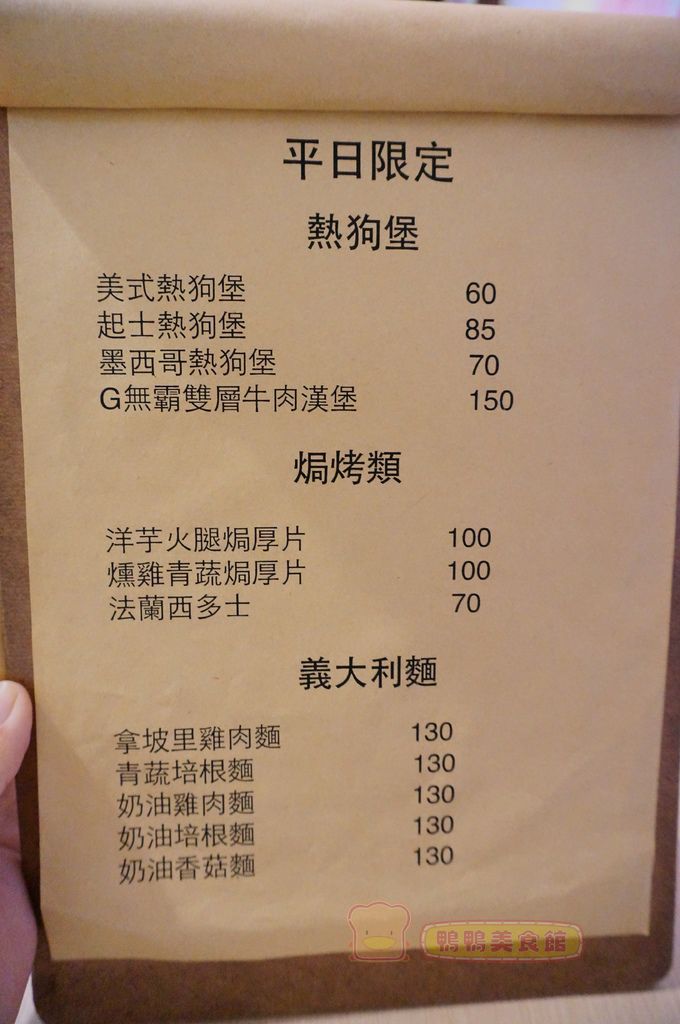 平日限定
熱狗堡
美式熱狗堡 60
起士熱狗堡 85
墨西哥熱狗堡 70
G無霸雙層牛肉漢堡 150
焗烤類
洋芋火腿焗厚片 100
燻雞青蔬焗厚片 100
法蘭西多士 70
義大利麵
拿坡里雞肉麵 130
青蔬培根麵 130
奶油雞肉麵 130
奶油培根麵 130
奶油香菇麵 130
鴨鴨美食館